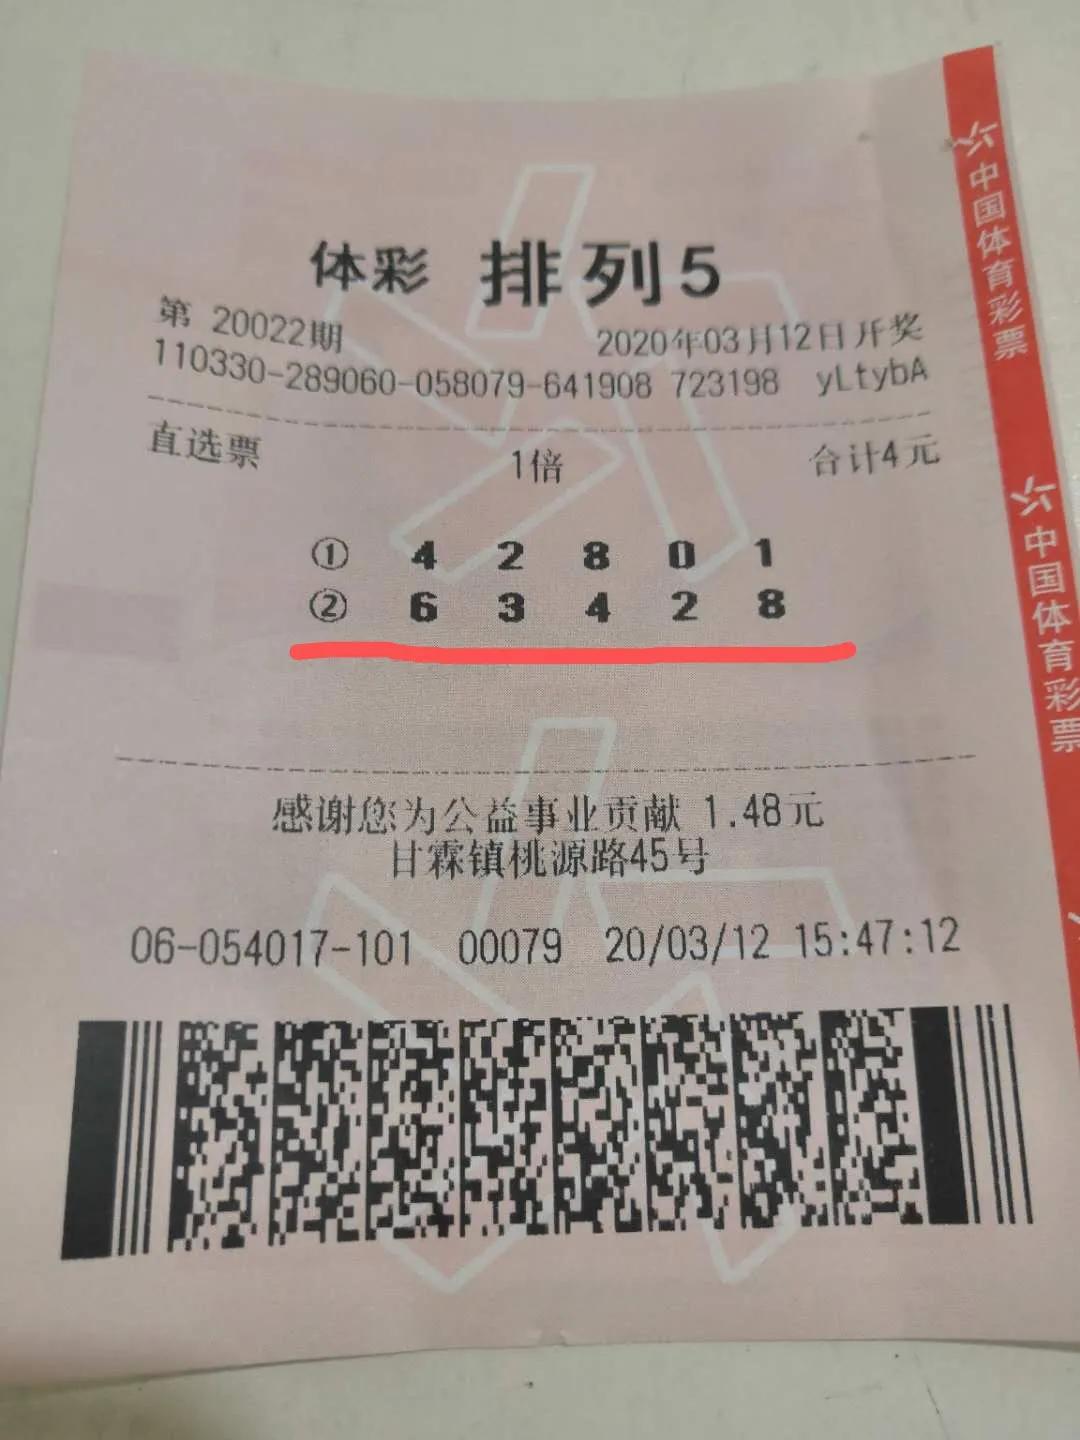 体彩 排列5
第 20022期 2020年03月12日开奖
110330-289060-058079-641908 723198 yLtybA
直选票 1倍 合计4元
① 4 2 8 0 1
② 6 3 4 2 8
感谢您为公益事业贡献 1.48元
甘霖镇桃源路45号
06-054017-101 00079 20/03/12 15:47:12
中国体育彩票
中国体育彩票